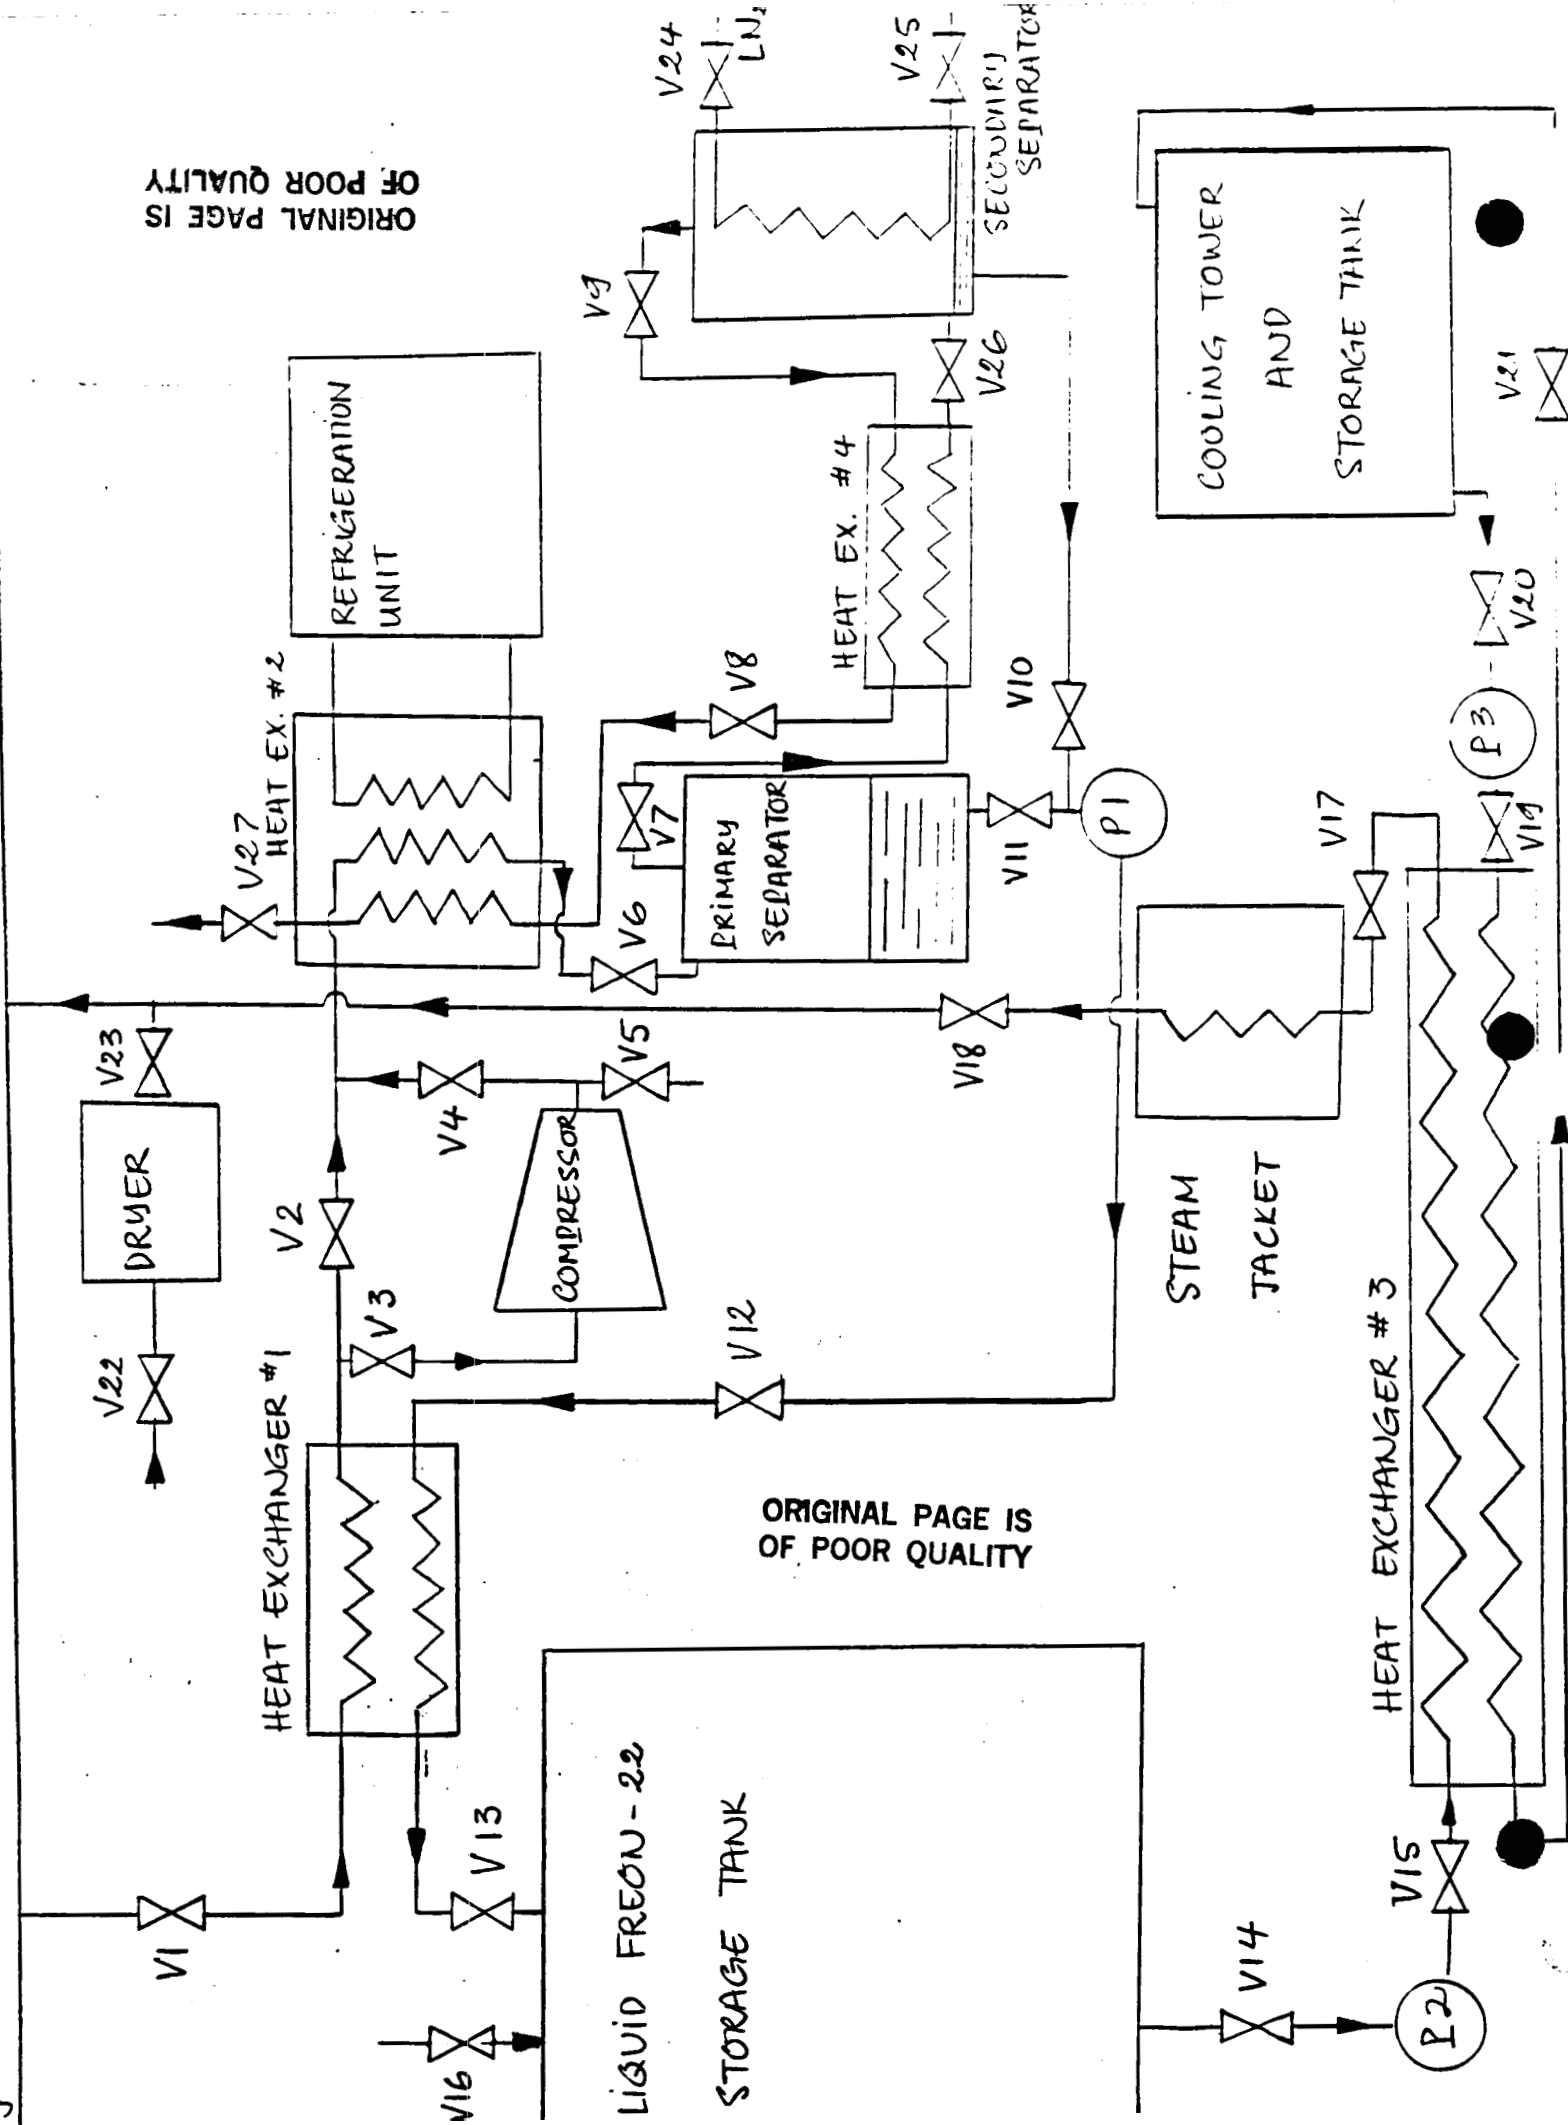 ORIGINAL PAGE IS
OF POOR QUALITY
V24
LN2
V25
SECONDARY
SEPARATOR
V9
V26
HEAT EX. #4
REFRIGERATION
UNIT
HEAT EX. #2
V27
V8
V7
V6
PRIMARY
SEPARATOR
V10
V11
P1
COOLING TOWER
AND
STORAGE TANK
V21
V20
P3
V19
V17
V18
STEAM
JACKET
V23
DRYER
V22
V2
V3
V4
V5
COMPRESSOR
V12
HEAT EXCHANGER #1
HEAT EXCHANGER #3
ORIGINAL PAGE IS
OF POOR QUALITY
V1
V13
V16
LIQUID FREON-22
STORAGE TANK
V14
P2
V15